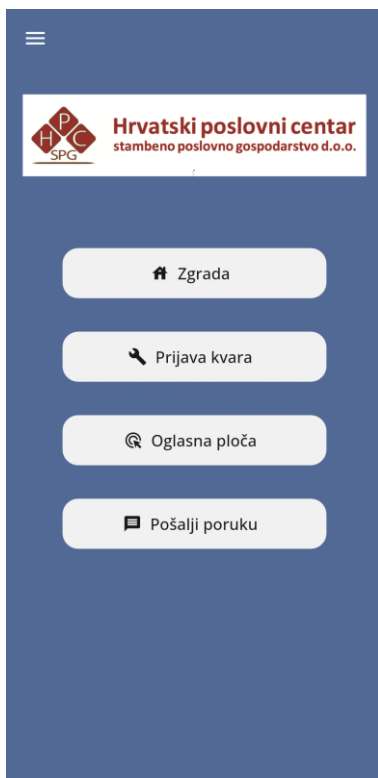 HPC
SPG
Hrvatski poslovni centar
stambeno poslovno gospodarstvo d.o.o.
Zgrada
Prijava kvara
Oglasna ploča
Pošalji poruku